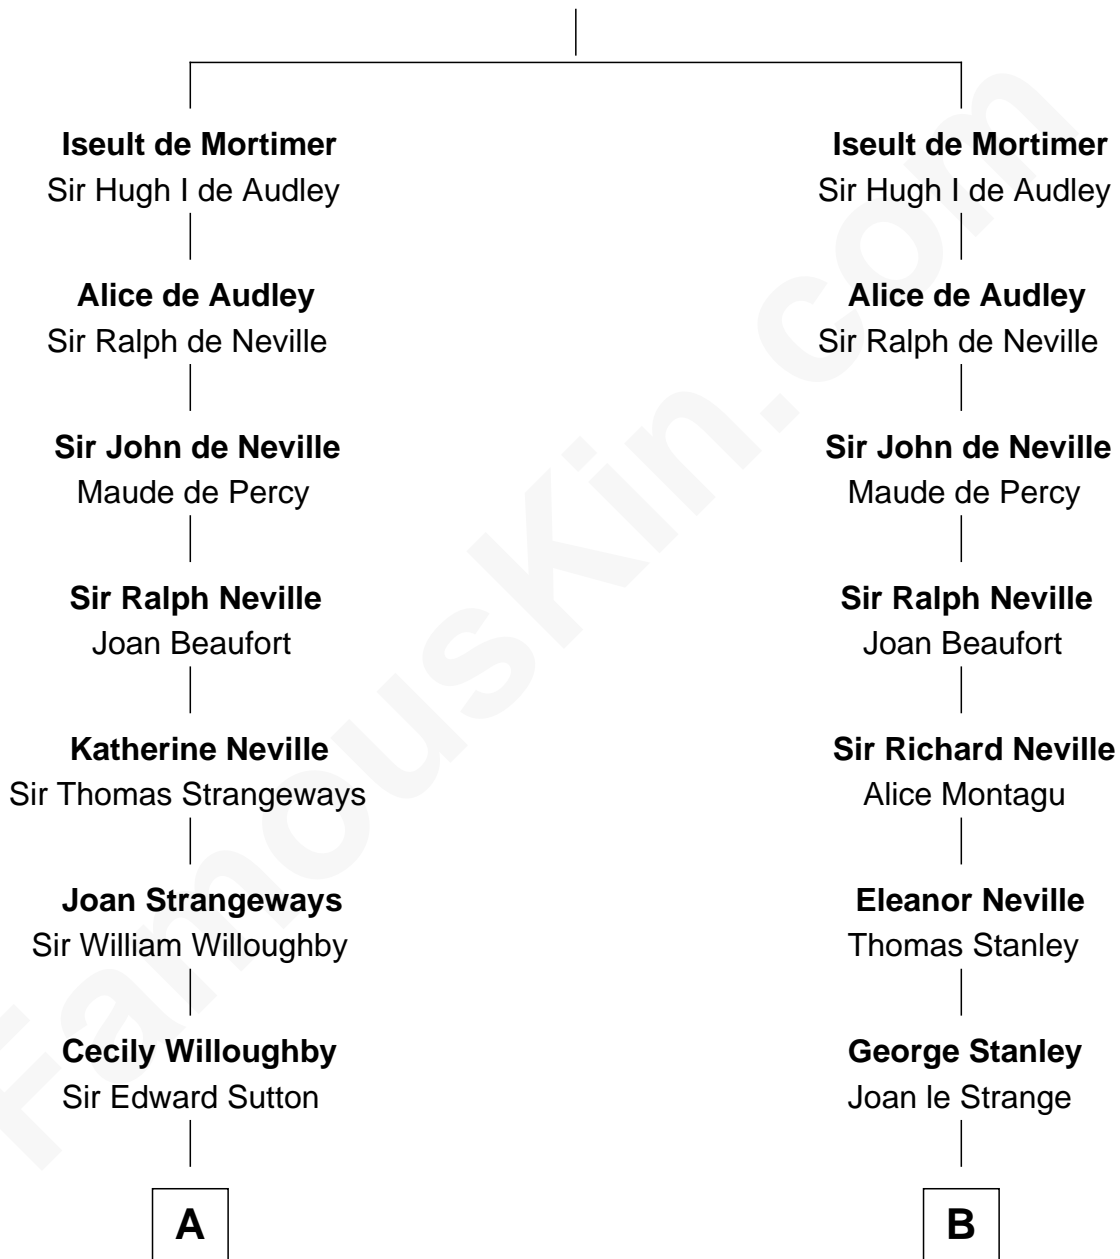 Iseult de Mortimer
Sir Hugh I de Audley
Alice de Audley
Sir Ralph de Neville
Sir John de Neville
Maude de Percy
Sir Ralph Neville
Joan Beaufort
Katherine Neville
Sir Thomas Strangeways
Joan Strangeways
Sir William Willoughby
Cecily Willoughby
Sir Edward Sutton
A
Iseult de Mortimer
Sir Hugh I de Audley
Alice de Audley
Sir Ralph de Neville
Sir John de Neville
Maude de Percy
Sir Ralph Neville
Joan Beaufort
Sir Richard Neville
Alice Montagu
Eleanor Neville
Thomas Stanley
George Stanley
Joan le Strange
B
FamousKin.com